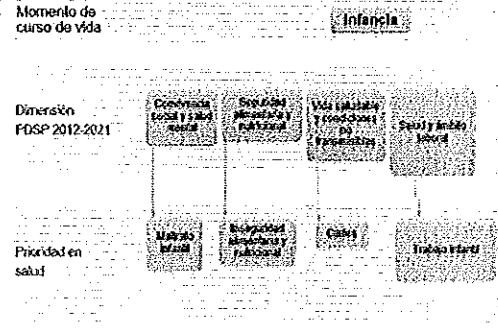 Momento de
curso de vida
Infancia
Dimensión
PDSP 2012-2021
Convivencia
social y salud
mental
Seguridad
alimentaria y
nutricional
Vida saludable
y condiciones
no
transmisibles
Salud y ámbito
laboral
Prioridad en
salud
Maltrato
infantil
Inseguridad
alimentaria y
nutricional
Trabajo Infantil